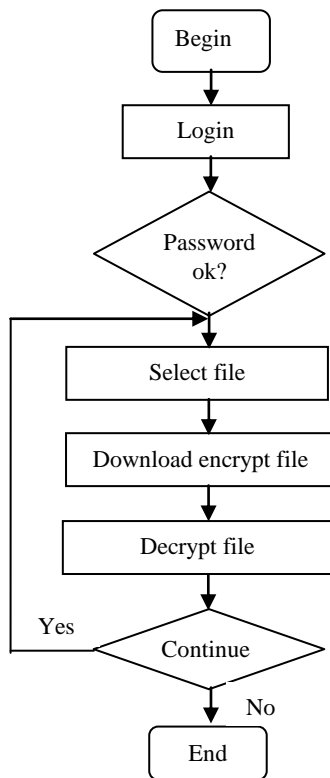 Begin
Login
Password
ok?
Select file
Download encrypt file
Decrypt file
Yes
Continue
No
End